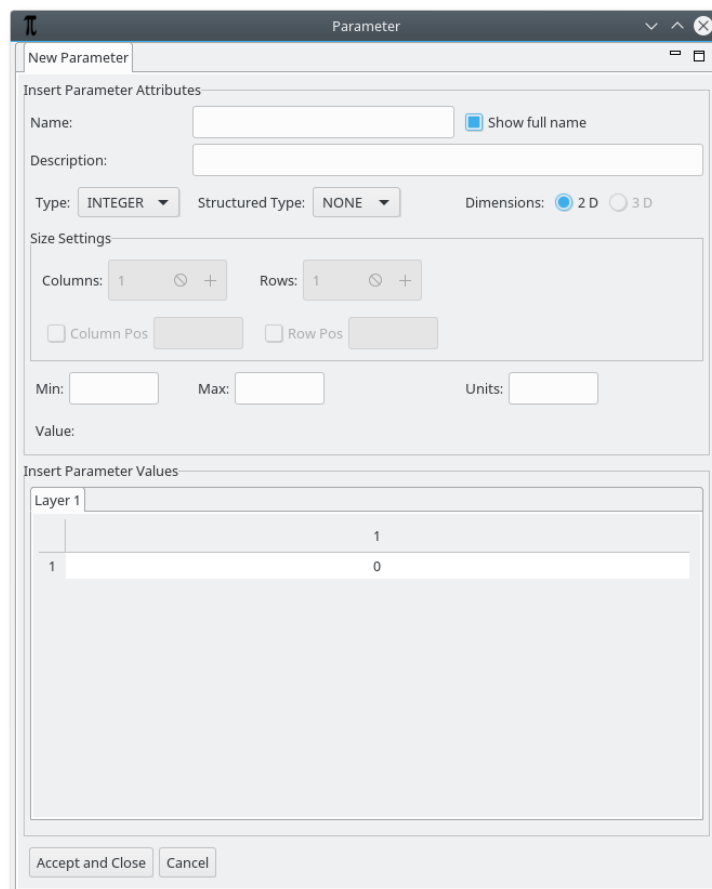 Parameter
New Parameter
Insert Parameter Attributes
Name: Show full name
Description:
Type: INTEGER Structured Type: NONE Dimensions: 2 D 3 D
Size Settings
Columns: 1 Rows: 1
Column Pos Row Pos
Min: Max: Units:
Value:
Insert Parameter Values
Layer 1
1
1 0
Accept and Close Cancel